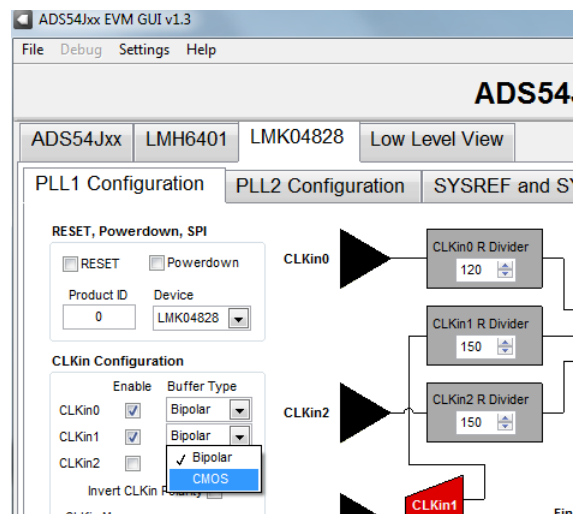 ADS54Jxx EVM GUI v1.3
File Debug Settings Help
ADS54
ADS54Jxx LMH6401 LMK04828 Low Level View
PLL1 Configuration PLL2 Configuration SYSREF and
RESET, Powerdown, SPI
RESET Powerdown
Product ID Device
0 LMK04828
CLKin Configuration
Enable Buffer Type
CLKin0 Bipolar
CLKin1 Bipolar
CLKin2
Bipolar
CMOS
Invert CLKin Polarity
CLKin0
CLKin0 R Divider
120
CLKin1 R Divider
150
CLKin2
CLKin2 R Divider
150
CLKin1